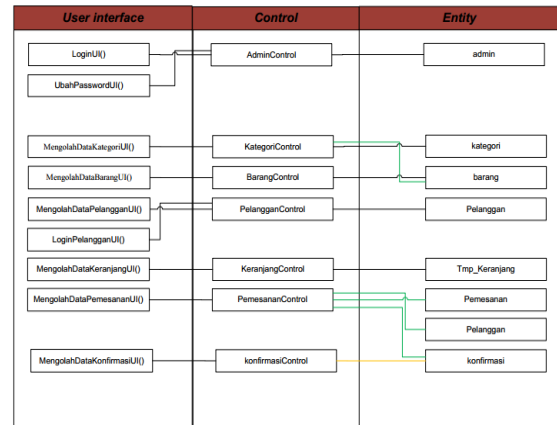 User interface Control Entity
LoginUI() AdminControl admin
UbahPasswordUI()
MengolahDataKategoriUI() KategoriControl kategori
MengolahDataBarangUI() BarangControl barang
MengolahDataPelangganUI() PelangganControl Pelanggan
LoginPelangganUI()
MengolahDataKeranjangUI() KeranjangControl Tmp_Keranjang
MengolahDataPemesananUI() PemesananControl Pemesanan
Pelanggan
MengolahDataKonfirmasiUI() konfirmasiControl konfirmasi